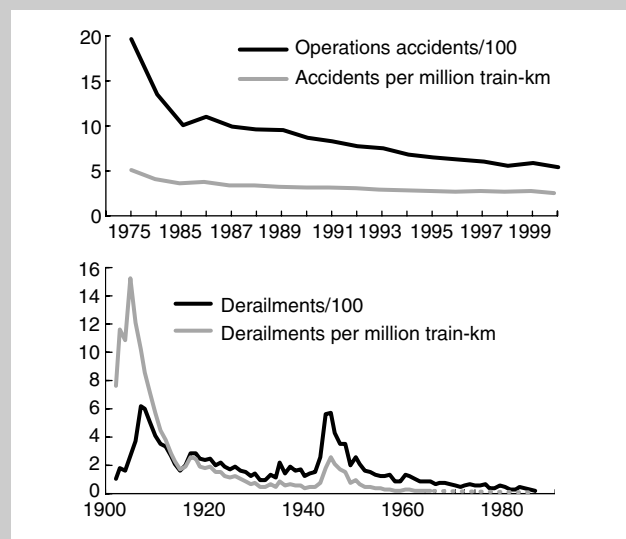 20
15
10
5
0
Operations accidents/100
Accidents per million train-km
1975 1985 1987 1989 1991 1993 1995 1997 1999
16
14
12
10
8
6
4
2
0
Derailments/100
Derailments per million train-km
1900 1920 1940 1960 1980